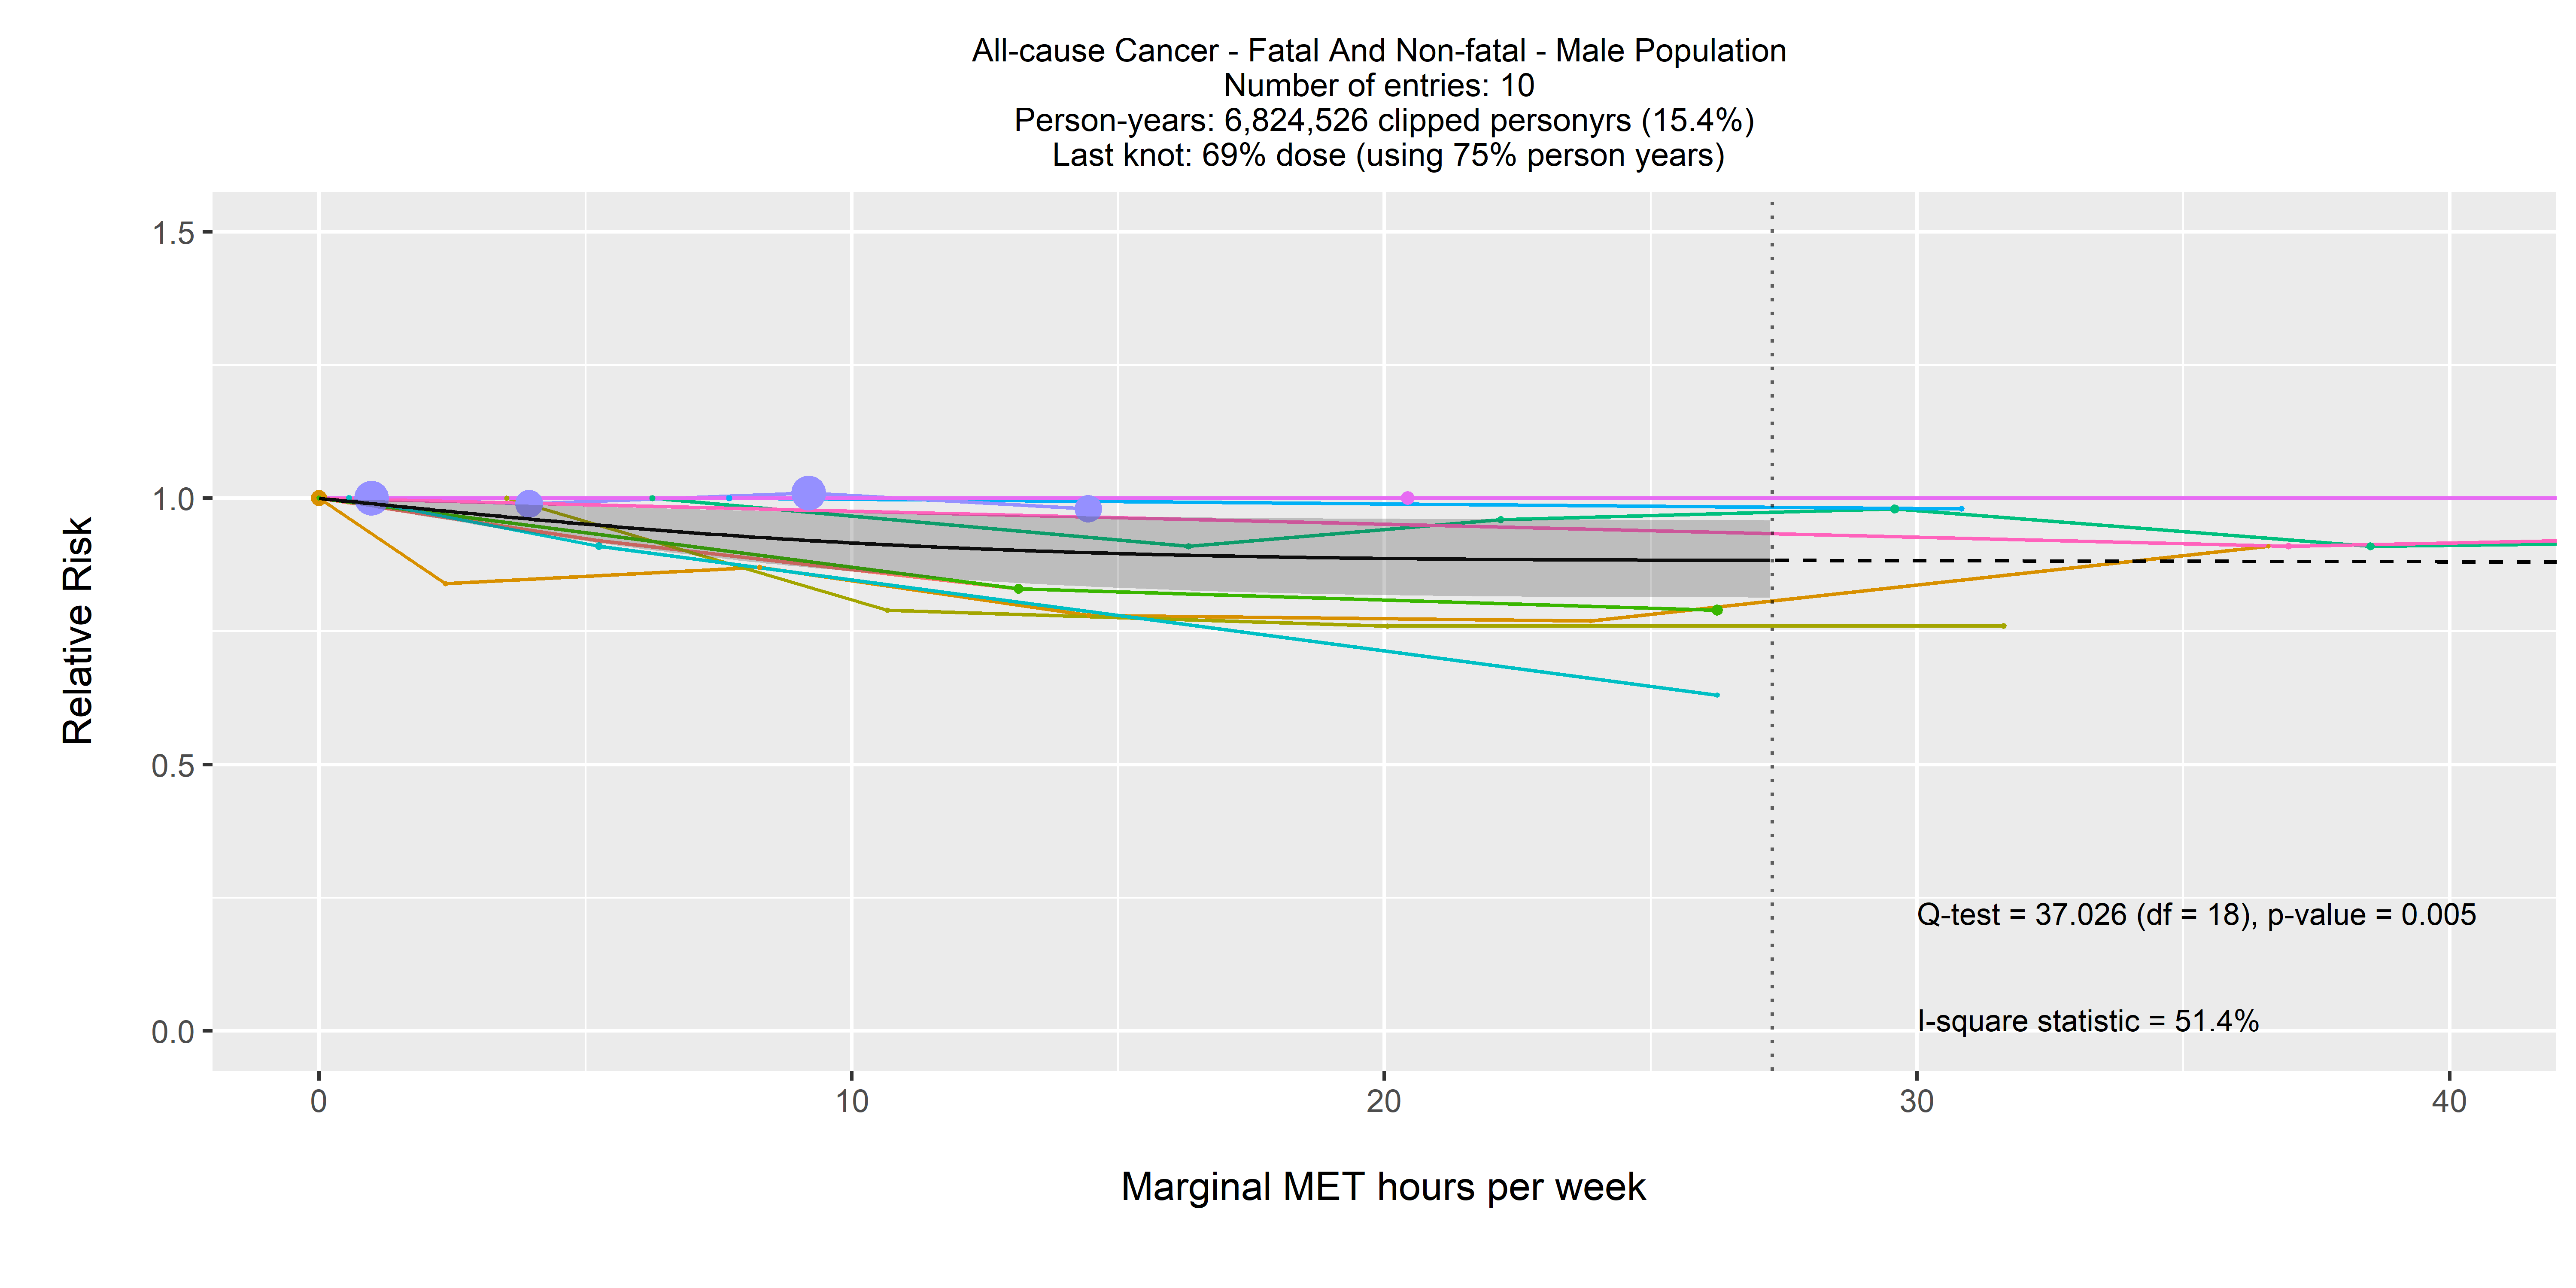 All-cause Cancer - Fatal And Non-fatal - Male Population
Number of entries: 10
Person-years: 6,824,526 clipped personyrs (15.4%)
Last knot: 69% dose (using 75% person years)
1.5
1.0
0.5
0.0
Relative Risk
Q-test = 37.026 (df = 18), p-value = 0.005
I-square statistic = 51.4%
0 10 20 30 40
Marginal MET hours per week